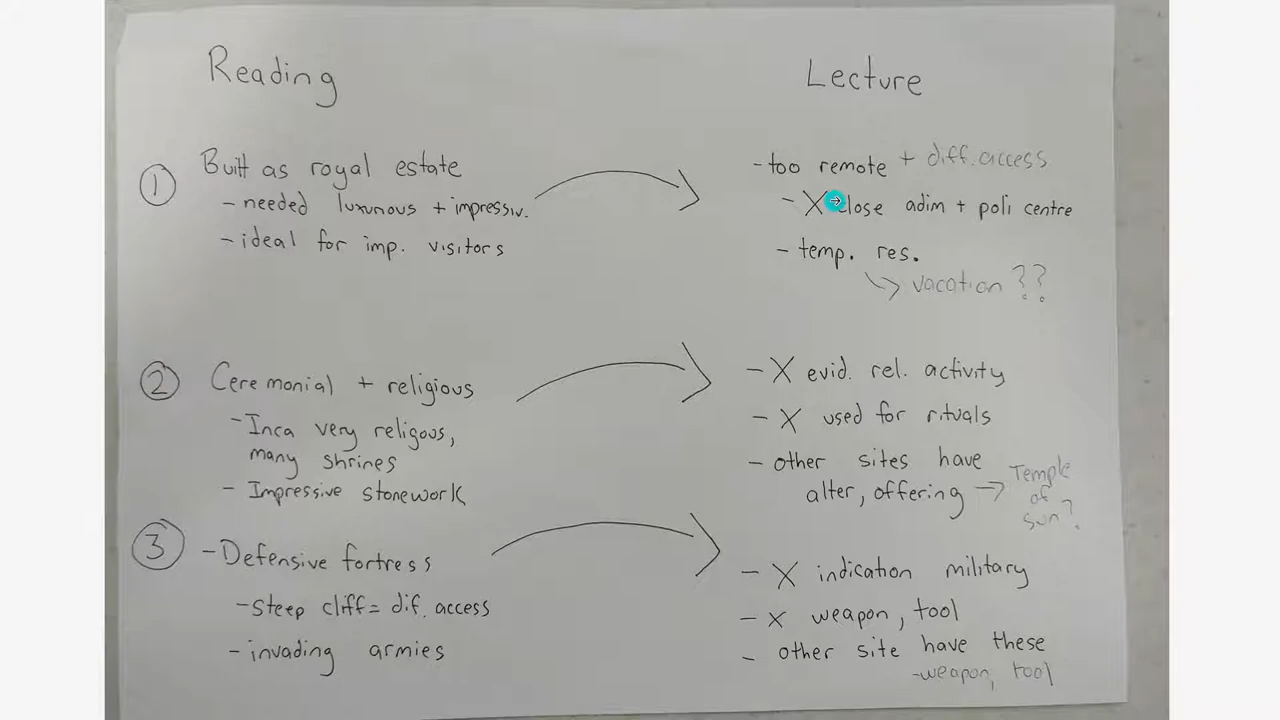 Reading
Lecture
1 Built as royal estate
- needed luxurious + impressiv.
- ideal for imp. visitors
- too remote + diff. access
- X close adim + poli centre
- temp. res.
↳ vacation ??
2 Ceremonial + religious
- Inca very religous,
many shrines
- Impressive stonework
- X evid. rel. activity
- X used for rituals
- other sites have
alter, offering → Temple
of
sun?
3 - Defensive fortress
- steep cliff = dif. access
- invading armies
- X indication military
- X weapon, tool
- other site have these
- weapon, tool